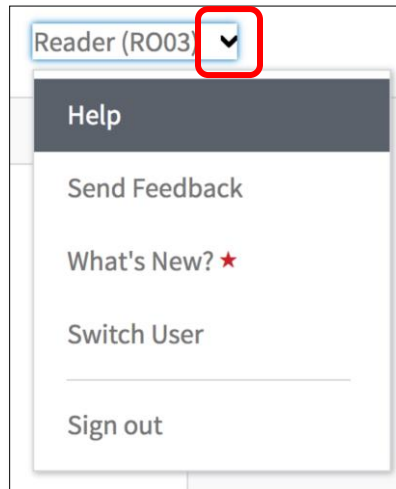 Reader (RO03)
Help
Send Feedback
What's New? ★
Switch User
Sign out